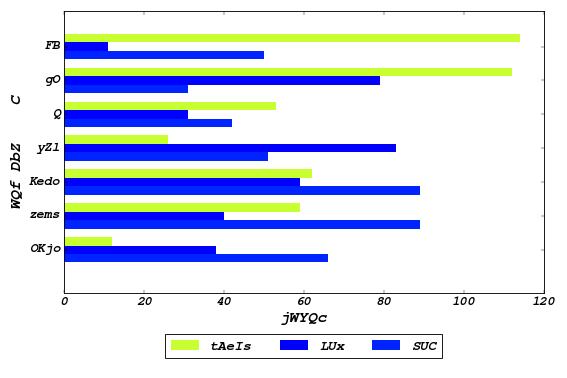 FB
gO
Q
yZl
Kedo
zems
OKjo
WQf DbZ C
0 20 40 60 80 100 120
jWYQc
tAeIs LUx SUC